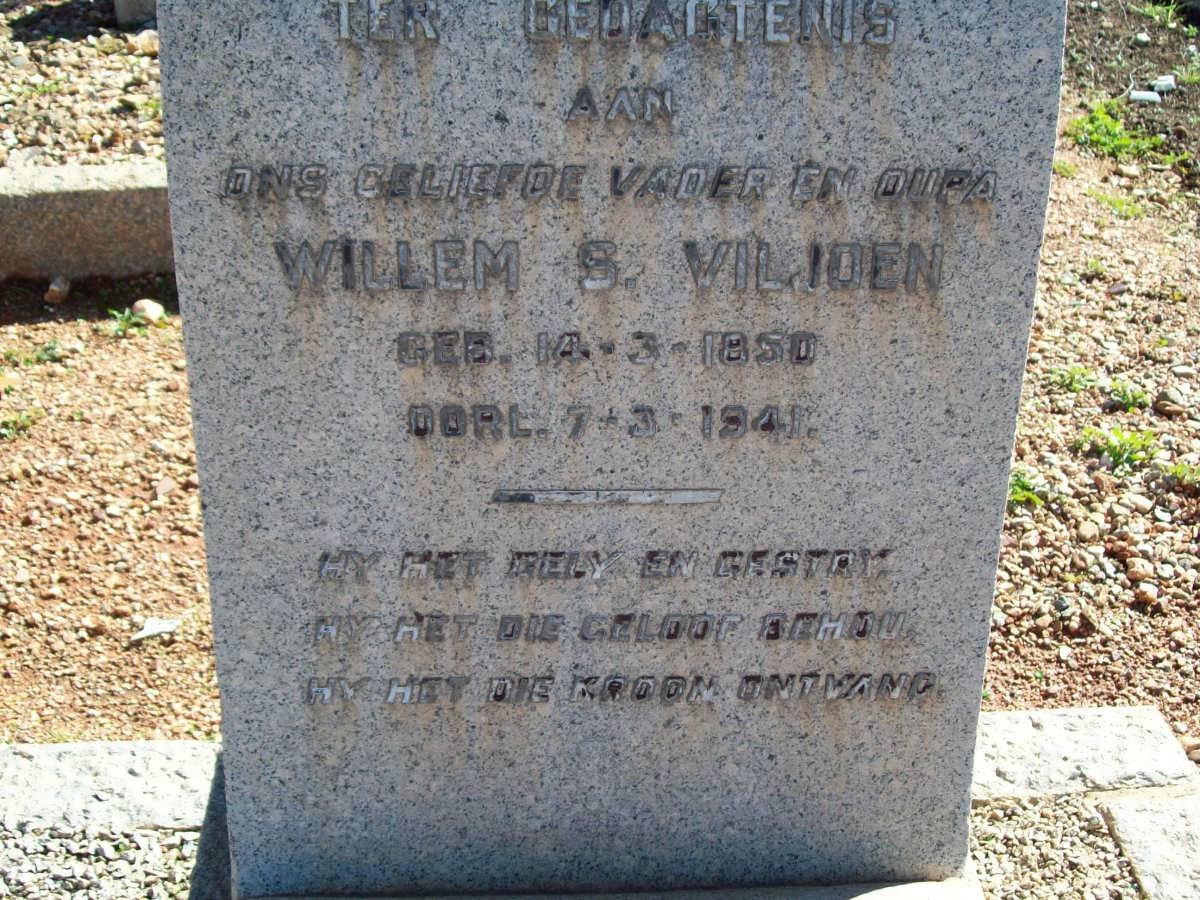 TER GEDAGTENIS
AAN
ONS GELIEFDE VADER EN OUPA
WILLEM S. VILJOEN
GEB. 14-3-1850
OORL. 7-3-1941.
HY HET GELY EN GESTRY.
HY HET DIE GELOOF BEHOU.
HY HET DIE KROON ONTVANG.